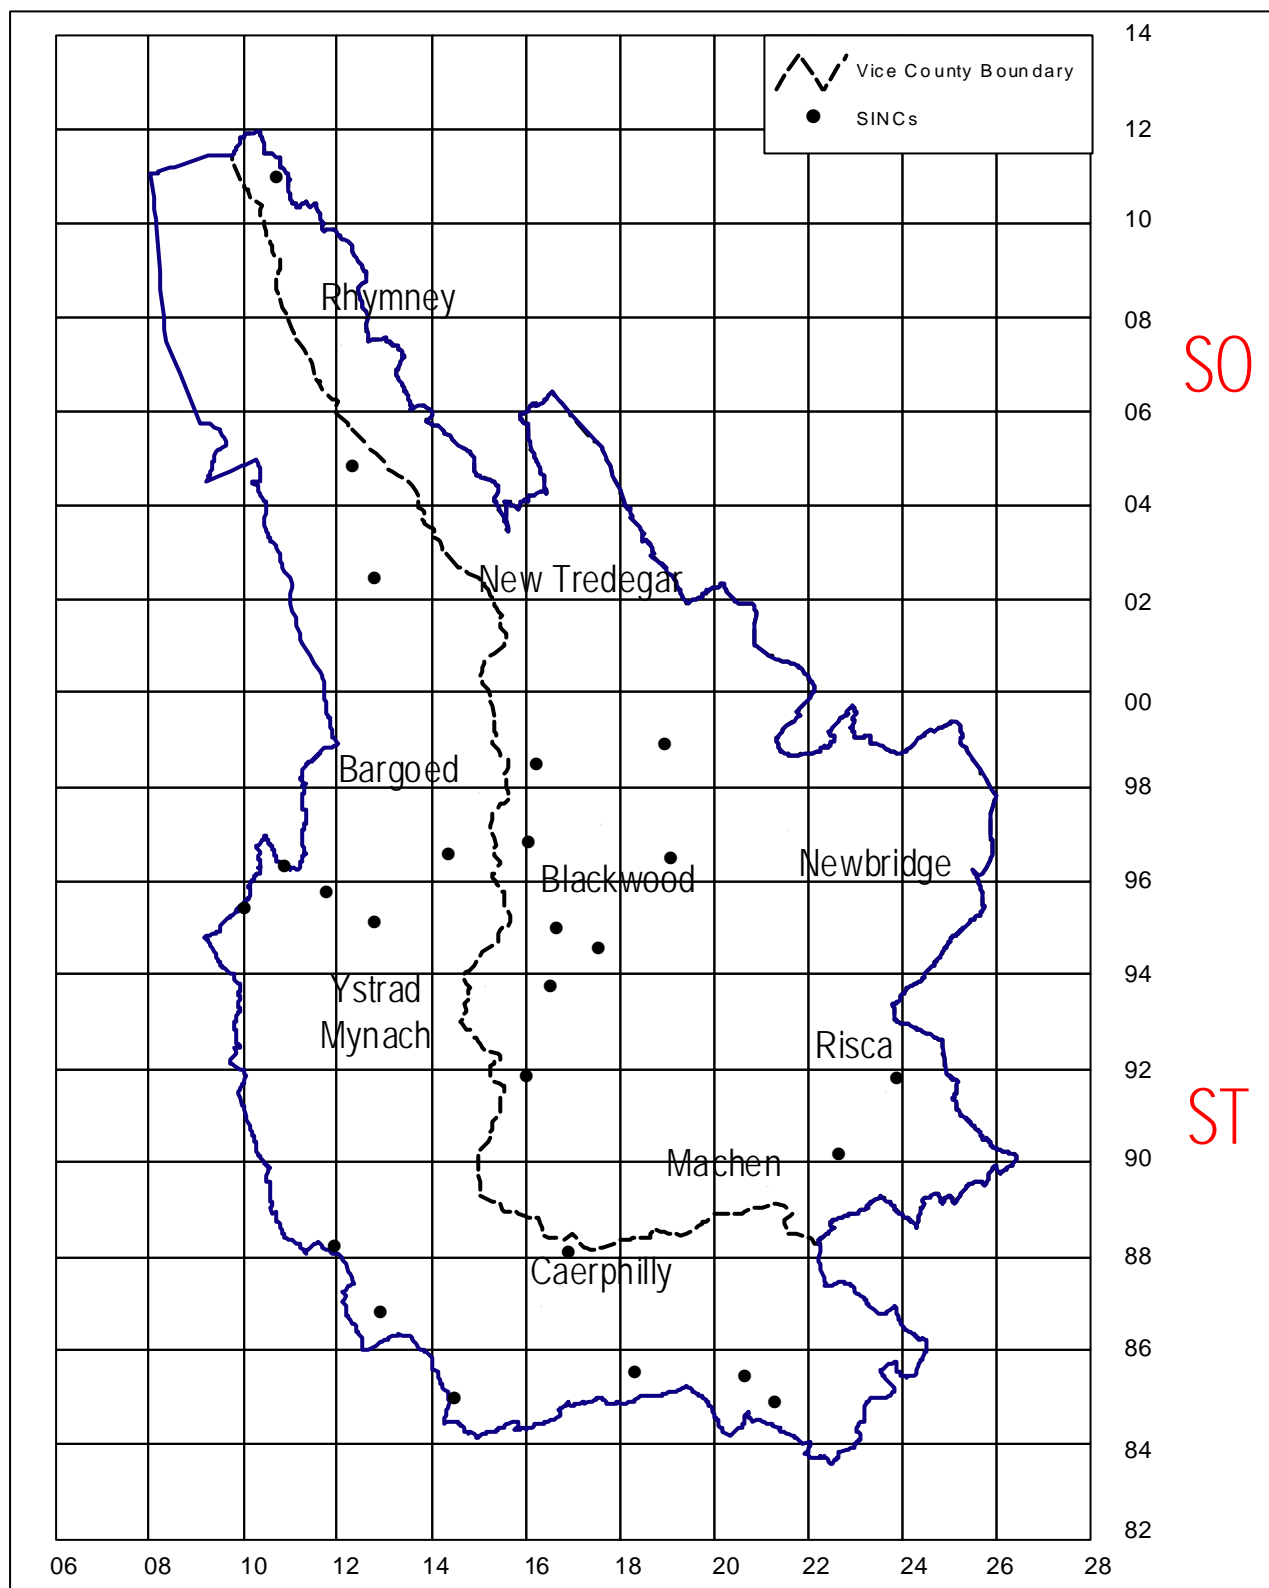 14
Vice County Boundary
SINCs
12
10
Rhymney
08
SO
06
04
New Tredegar
02
00
Bargoed
98
Newbridge
Blackwood
96
94
Ystrad
Mynach
Risca
92
ST
Machen
90
88
Caerphilly
86
84
82
06 08 10 12 14 16 18 20 22 24 26 28